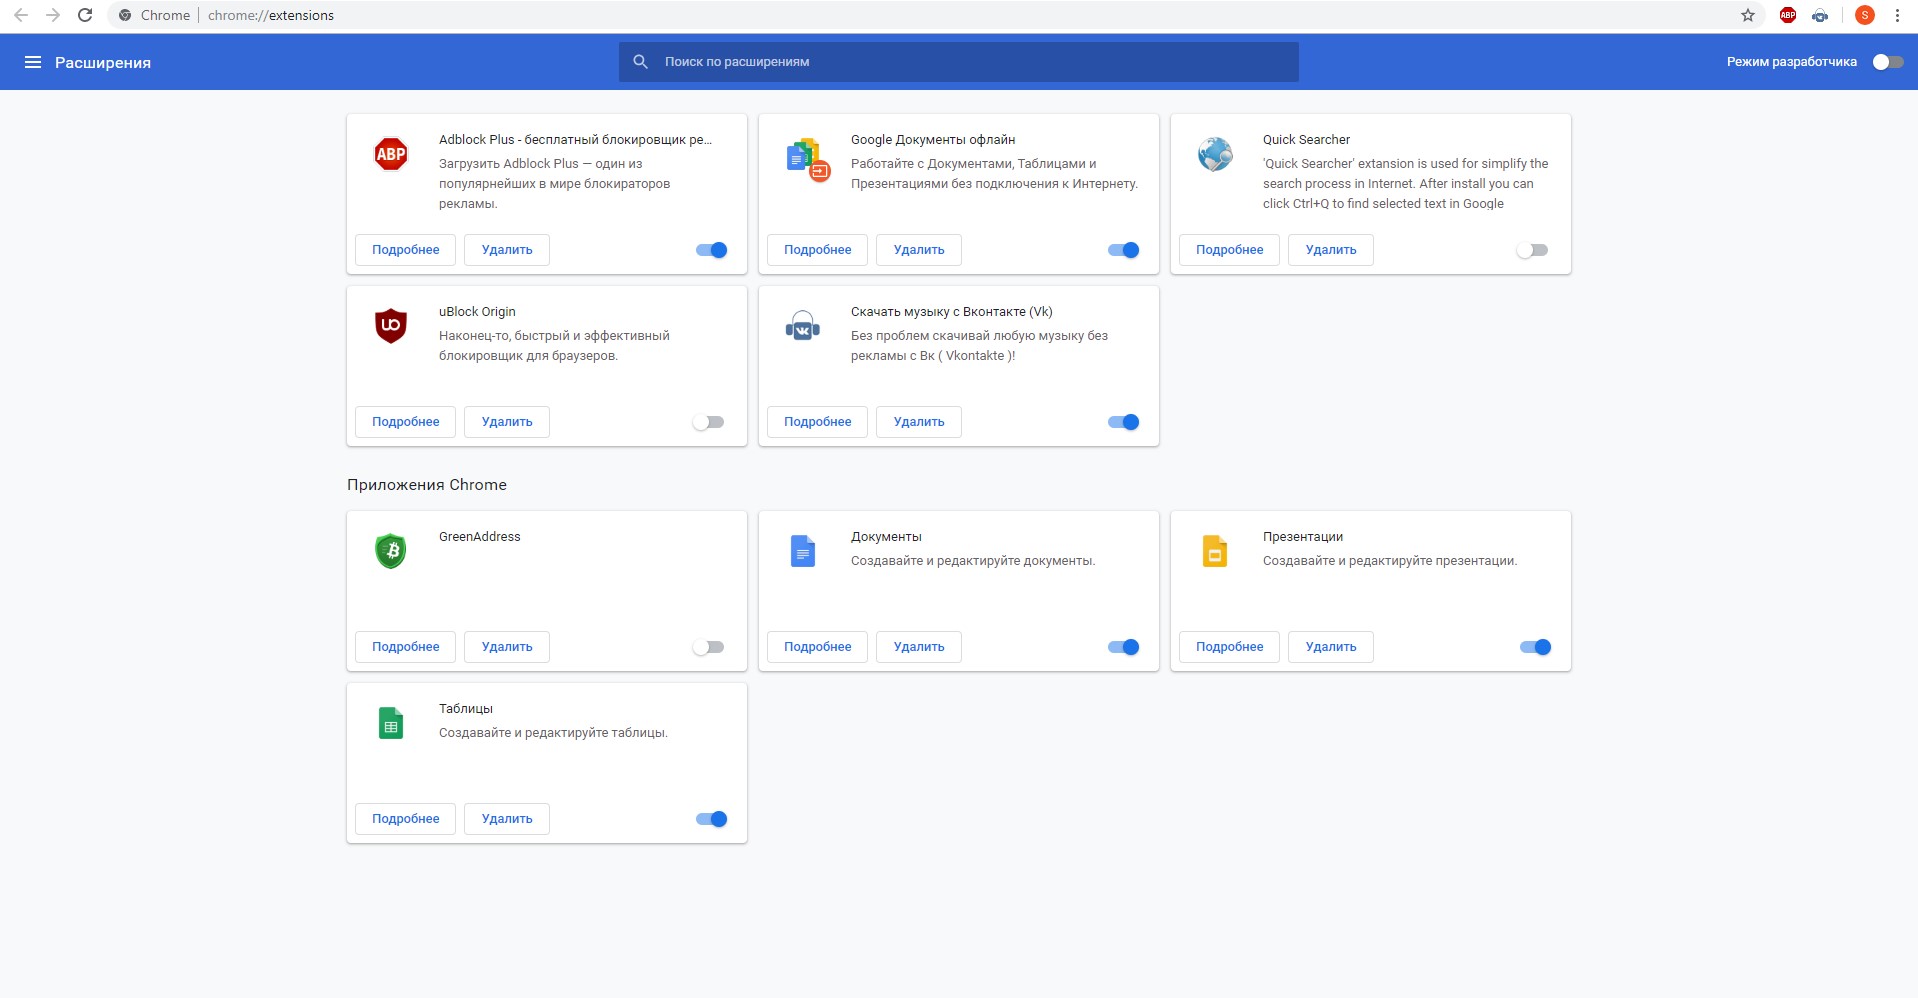 Chrome | chrome://extensions
ABP
S
Расширения
Поиск по расширениям
Режим разработчика
ABP
Adblock Plus - бесплатный блокировщик ре...
Загрузить Adblock Plus — один из
популярнейших в мире блокираторов
рекламы.
Подробнее
Удалить
Google Документы офлайн
Работайте с Документами, Таблицами и
Презентациями без подключения к Интернету.
Подробнее
Удалить
Quick Searcher
'Quick Searcher' extansion is used for simplify the
search process in Internet. After install you can
click Ctrl+Q to find selected text in Google
Подробнее
Удалить
uBlock Origin
Наконец-то, быстрый и эффективный
блокировщик для браузеров.
Подробнее
Удалить
Скачать музыку с Вконтакте (Vk)
Без проблем скачивай любую музыку без
рекламы с Вк ( Vkontakte )!
Подробнее
Удалить
Приложения Chrome
GreenAddress
Подробнее
Удалить
Документы
Создавайте и редактируйте документы.
Подробнее
Удалить
Презентации
Создавайте и редактируйте презентации.
Подробнее
Удалить
Таблицы
Создавайте и редактируйте таблицы.
Подробнее
Удалить